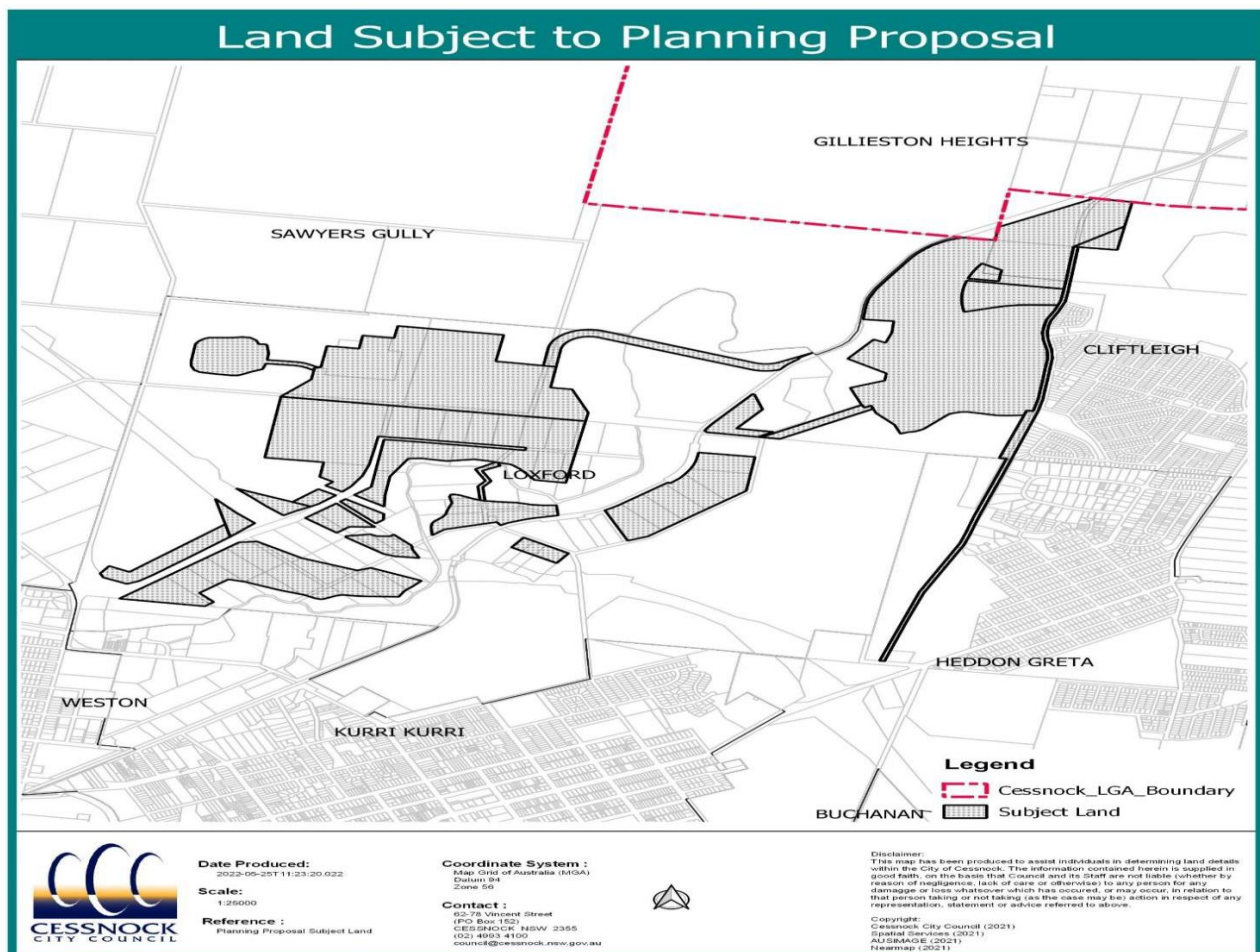 Land Subject to Planning Proposal
GILLIESTON HEIGHTS
SAWYERS GULLY
CLIFTLEIGH
LOXFORD
HEDDON GRETA
WESTON
KURRI KURRI
BUCHANAN
Legend
Cessnock_LGA_Boundary
Subject Land
CESSNOCK
CITY COUNCIL
Date Produced:
2022-05-25T11:23:20.022
Scale:
1:25000
Reference :
Planning Proposal Subject Land
Coordinate System :
Map Grid of Australia (MGA)
Datum 94
Zone 56
Contact :
62-78 Vincent Street
(PO Box 152)
CESSNOCK NSW 2355
(02) 4993 4100
council@cessnock.nsw.gov.au
Disclaimer:
This map has been produced to assist individuals in determining land details
within the City of Cessnock. The information contained herein is supplied in
good faith, on the basis that Council and its Staff are not liable (whether by
reason of negligence, lack of care or otherwise) to any person for any
damage or loss whatsoever which has occurred, or may occur, in relation to
that person taking or not taking (as the case may be) action in respect of any
representation, statement or advice referred to above.
Copyright:
Cessnock City Council (2021)
Spatial Services (2021)
AUSIMAGE (2021)
Nearmap (2021)